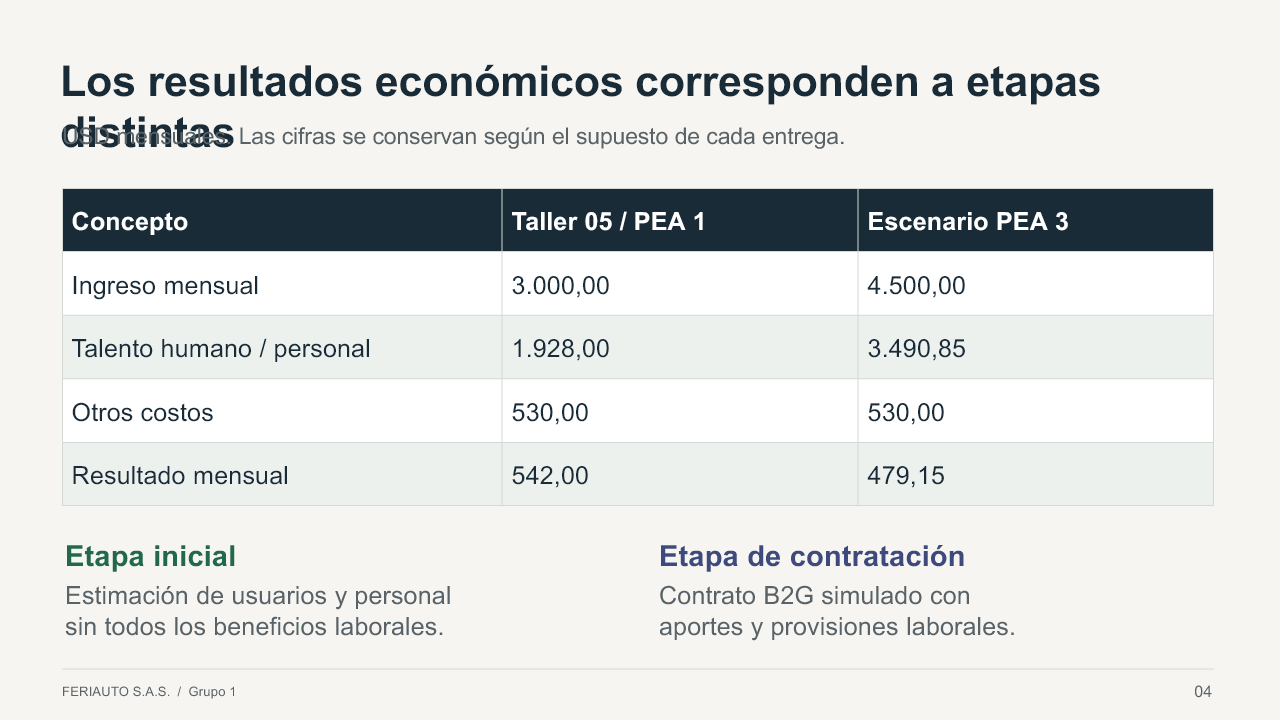 Los resultados económicos corresponden a etapas
distintas
USD mensuales. Las cifras se conservan según el supuesto de cada entrega.
Concepto Taller 05 / PEA 1 Escenario PEA 3
Ingreso mensual 3.000,00 4.500,00
Talento humano / personal 1.928,00 3.490,85
Otros costos 530,00 530,00
Resultado mensual 542,00 479,15
Etapa inicial
Estimación de usuarios y personal
sin todos los beneficios laborales.
Etapa de contratación
Contrato B2G simulado con
aportes y provisiones laborales.
FERIAUTO S.A.S. / Grupo 1
04